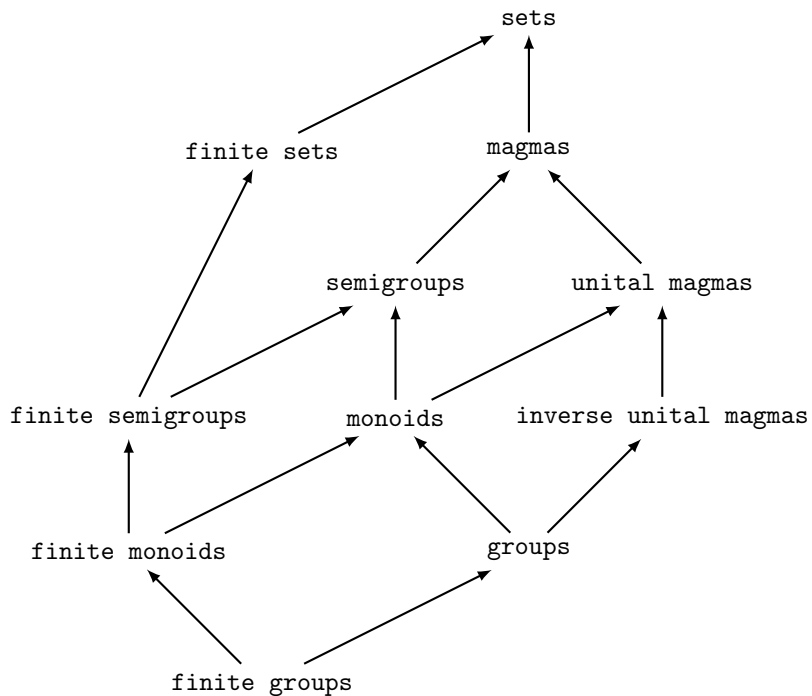 sets
finite sets
magmas
semigroups
unital magmas
finite semigroups
monoids
inverse unital magmas
finite monoids
groups
finite groups